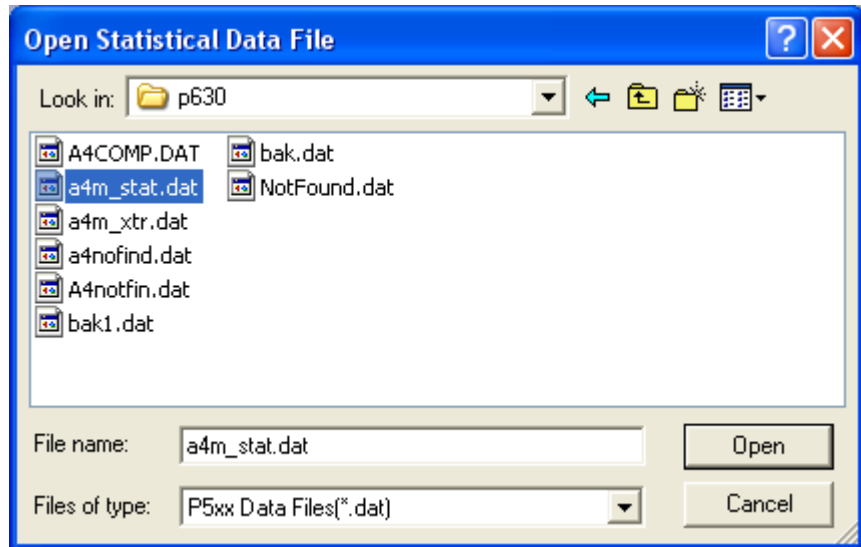 Open Statistical Data File
Look in: p630
A4COMP.DAT bak.dat
a4m_stat.dat NotFound.dat
a4m_xtr.dat
a4nofind.dat
A4notfin.dat
bak1.dat
File name: a4m_stat.dat Open
Files of type: P5xx Data Files(*.dat) Cancel